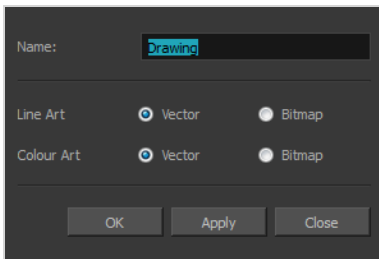 Name: Drawing
Line Art Vector Bitmap
Colour Art Vector Bitmap
OK Apply Close